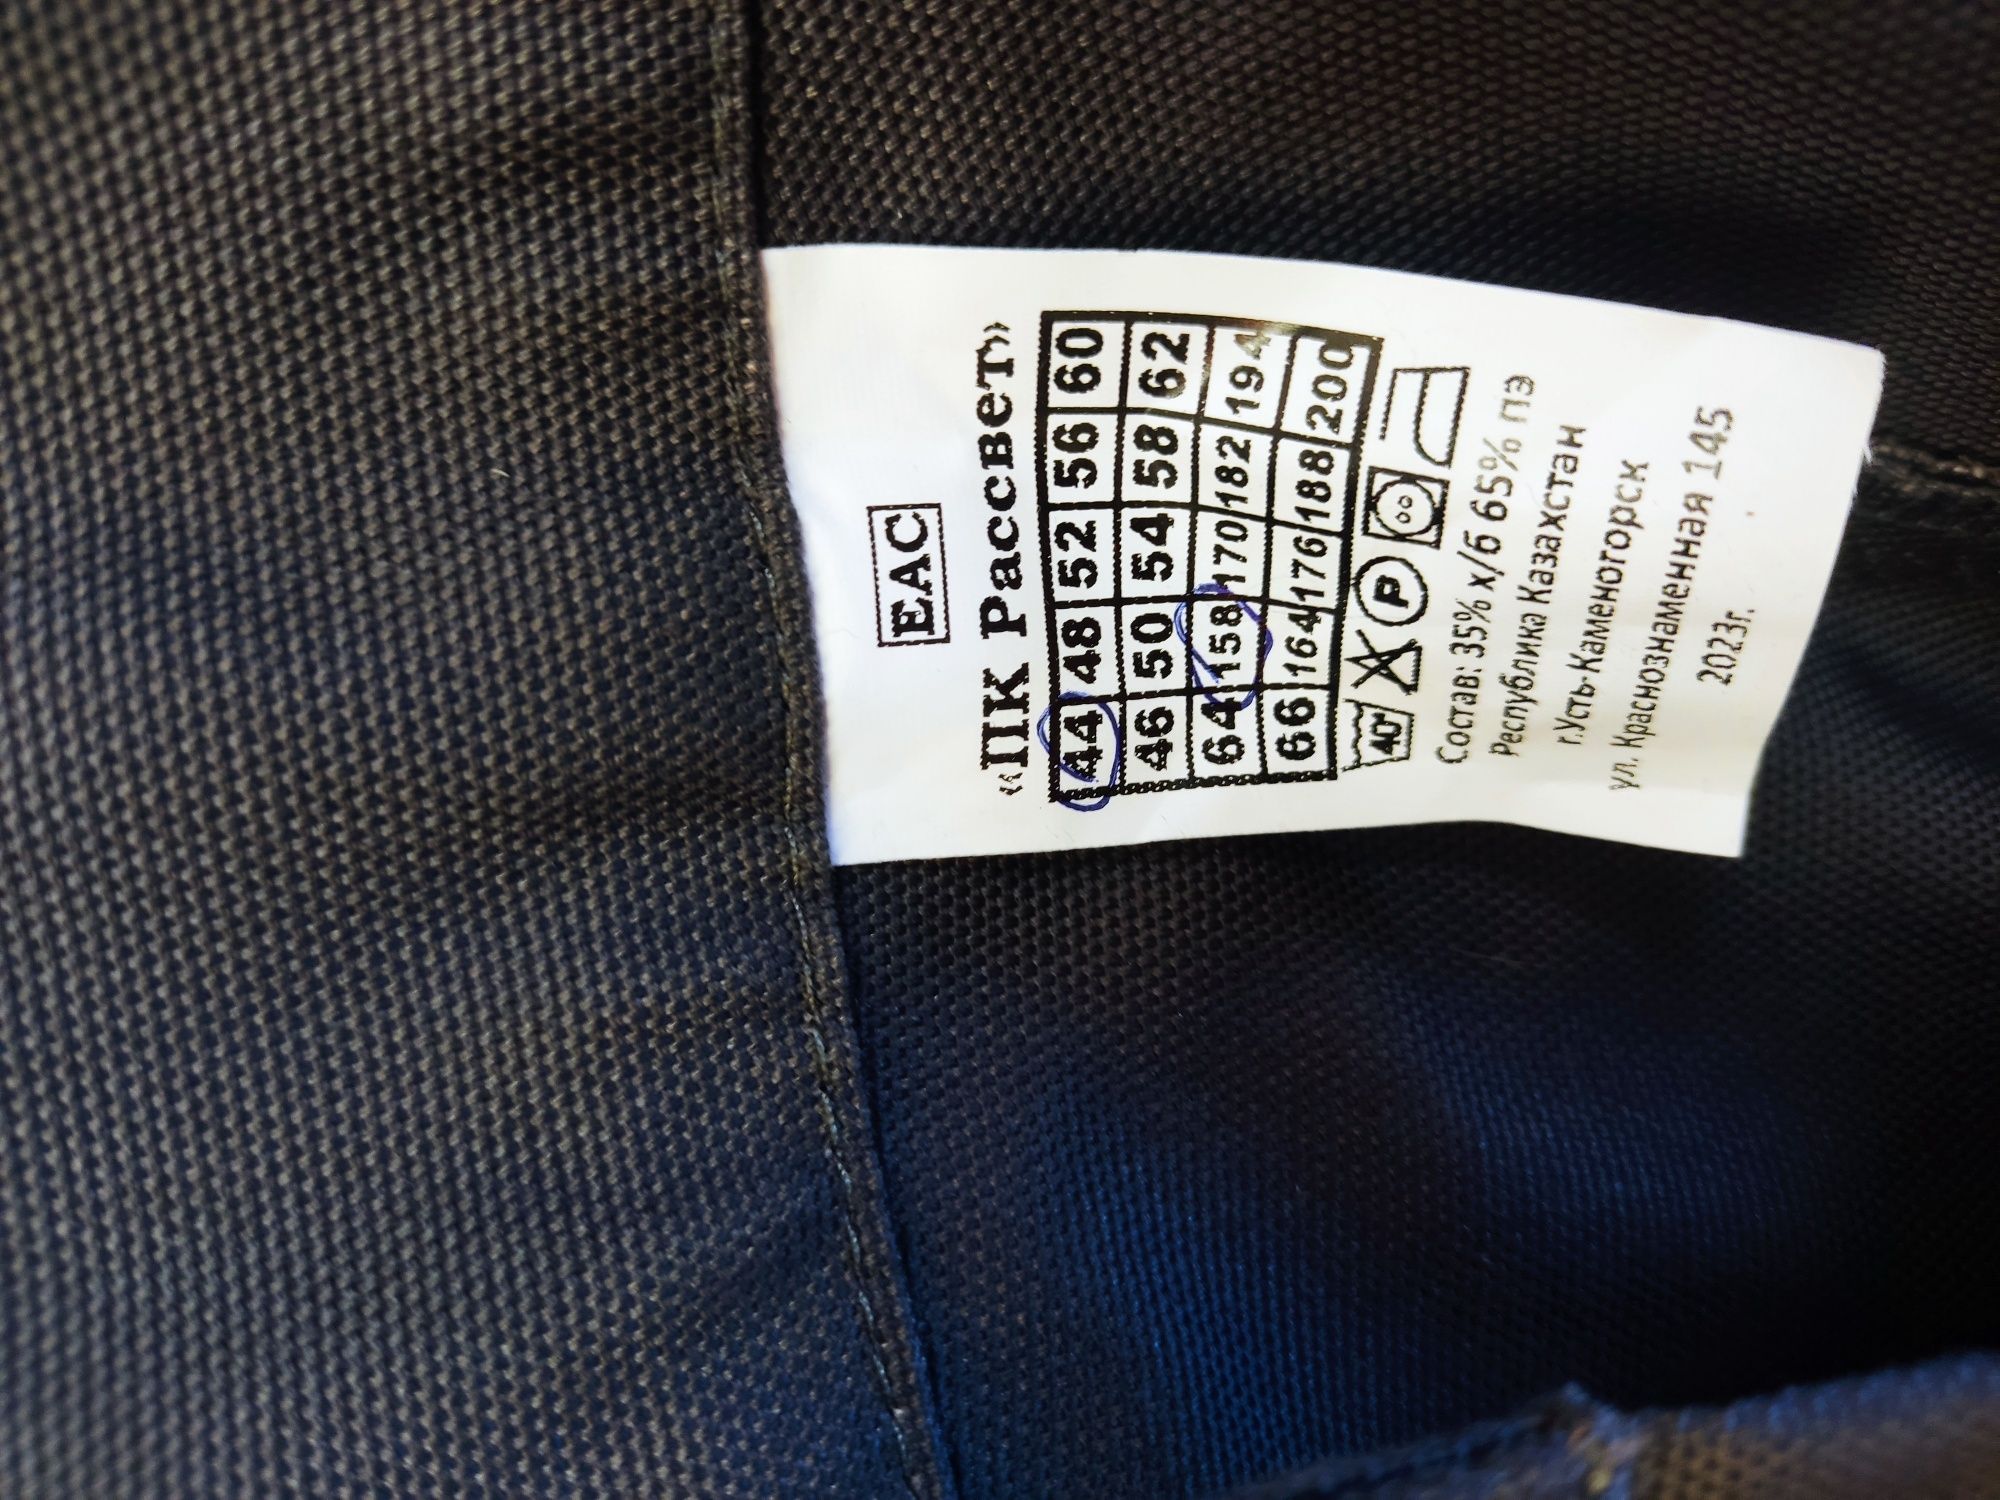 ЕАС
«ПК Рассвет»
44 48 52 56 60
46 50 54 58 62
64 158 170 182 194
66 164 176 188 200
40° P
Состав: 35% х/б 65% пэ
Республика Казахстан
г.Усть-Каменогорск
ул. Краснознаменная 145
2023г.